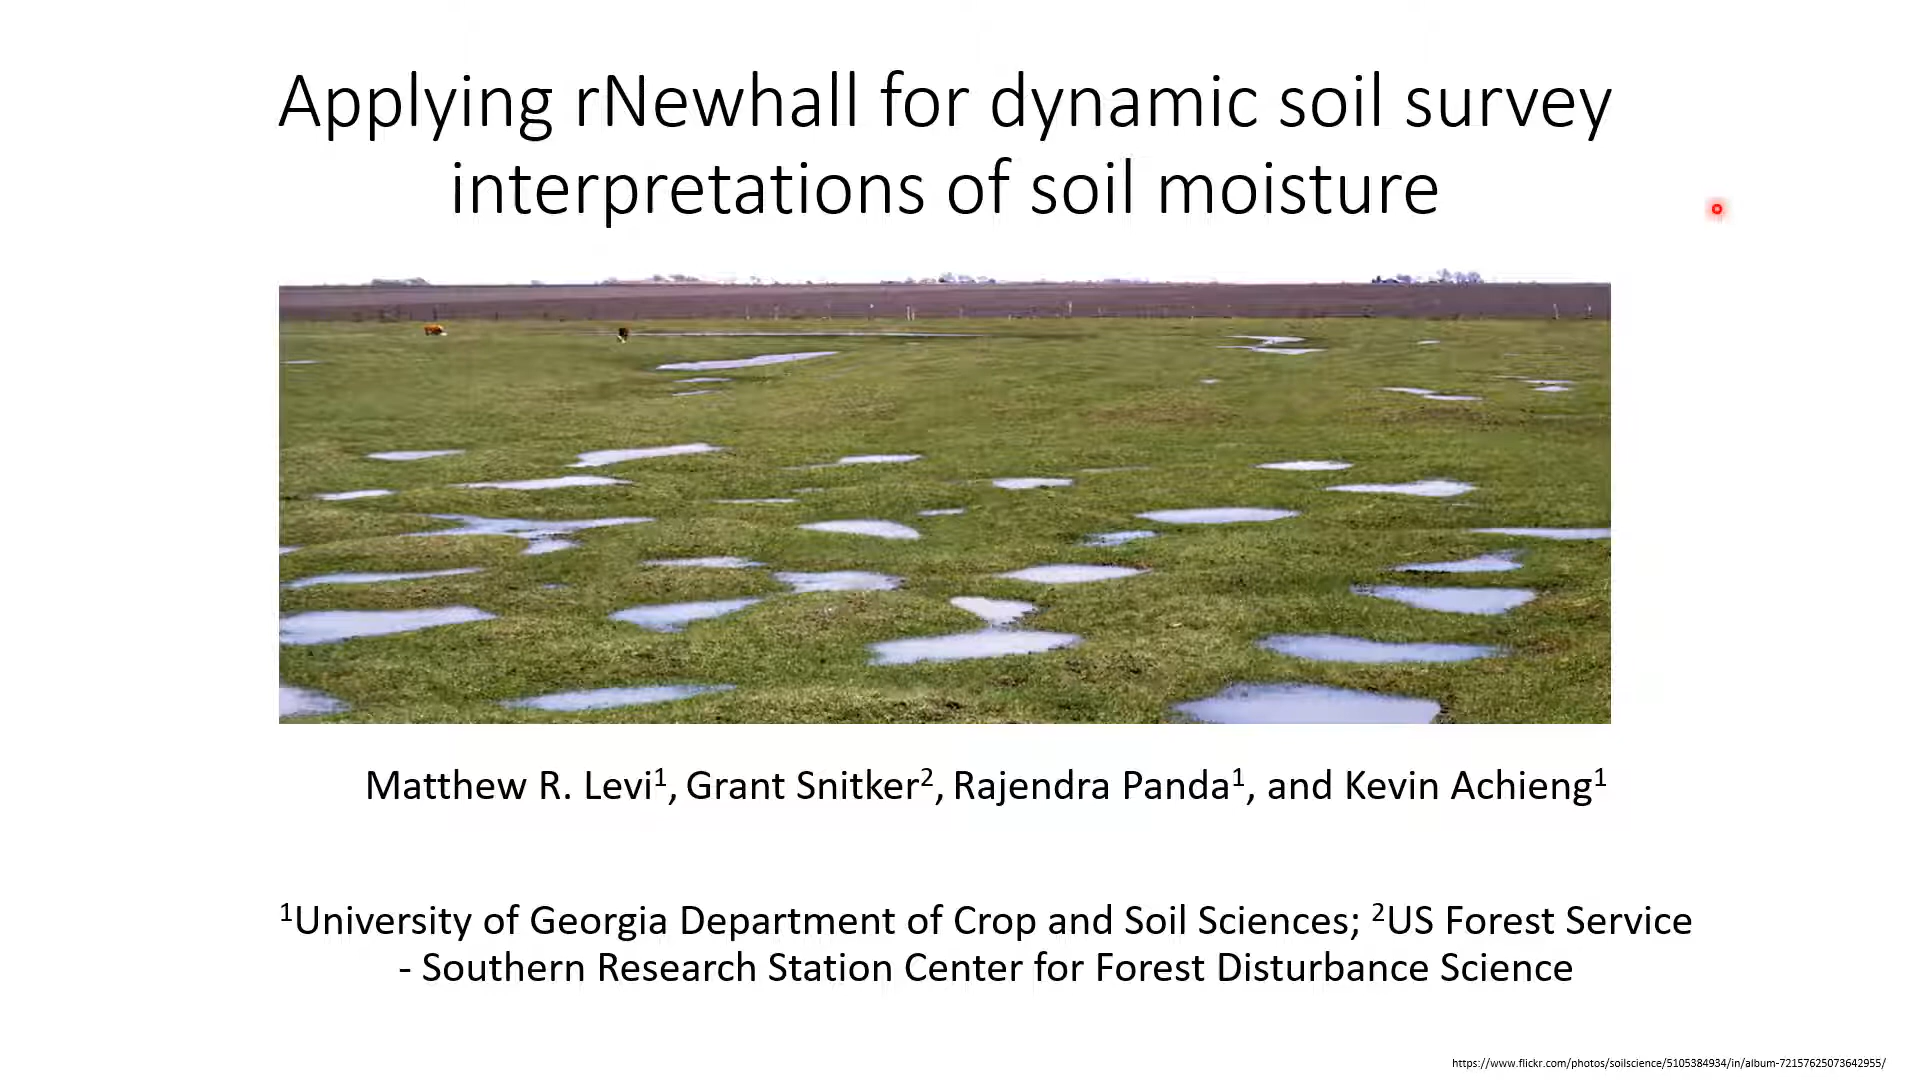 Applying rNewhall for dynamic soil survey
interpretations of soil moisture
Matthew R. Levi¹, Grant Snitker², Rajendra Panda¹, and Kevin Achieng¹
¹University of Georgia Department of Crop and Soil Sciences; ²US Forest Service
- Southern Research Station Center for Forest Disturbance Science
https://www.flickr.com/photos/soilscience/5105384934/in/album-72157625073642955/